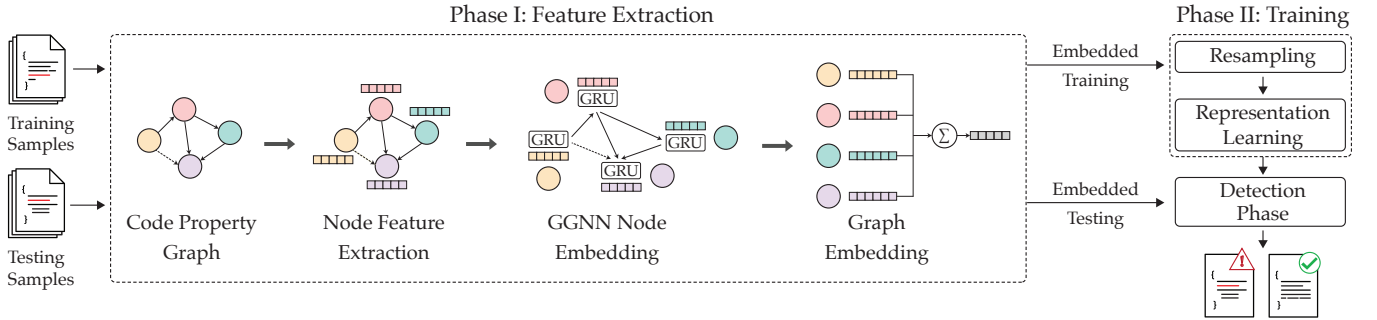 Phase I: Feature Extraction
Phase II: Training
Training
Samples
Testing
Samples
Code Property
Graph
Node Feature
Extraction
GRU
GRU
GRU
GRU
GGNN Node
Embedding
Σ
Graph
Embedding
Embedded
Training
Embedded
Testing
Resampling
Representation
Learning
Detection
Phase
{
}
{
}
{
}
{
}
!